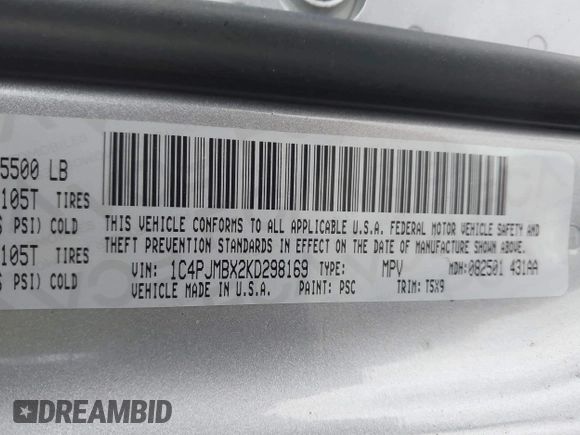 5500 LB
105T TIRES
PSI) COLD
105T TIRES
PSI) COLD
THIS VEHICLE CONFORMS TO ALL APPLICABLE U.S.A. FEDERAL MOTOR VEHICLE SAFETY AND
THEFT PREVENTION STANDARDS IN EFFECT ON THE DATE OF MANUFACTURE SHOWN ABOVE.
VIN: 1C4PJMBX2KD298169 TYPE: MPV MDH: 082501 431AA
VEHICLE MADE IN U.S.A. PAINT: PSC TRIM: T5X9
DREAMBID